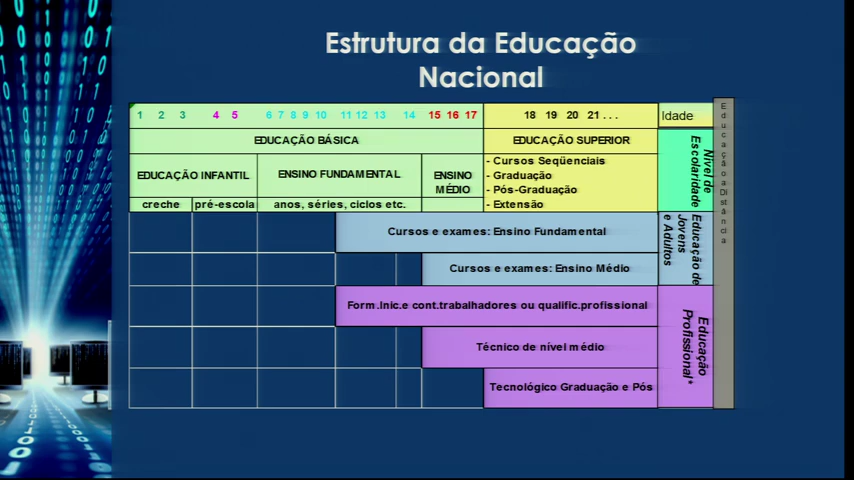 Estrutura da Educação
Nacional
1 2 3 4 5 6 7 8 9 10 11 12 13 14 15 16 17 18 19 20 21 . . . Idade
EDUCAÇÃO BÁSICA EDUCAÇÃO SUPERIOR
EDUCAÇÃO INFANTIL
ENSINO FUNDAMENTAL
ENSINO
MÉDIO
- Cursos Seqüenciais
- Graduação
- Pós-Graduação
- Extensão
creche pré-escola anos, séries, ciclos etc.
Nível de
Escolaridade
Cursos e exames: Ensino Fundamental
Cursos e exames: Ensino Médio
Educação de
Jovens
e Adultos
Form.Inic.e cont.trabalhadores ou qualific.profissional
Técnico de nível médio
Tecnológico Graduação e Pós
Educação
Profissional*
Educação a Distância